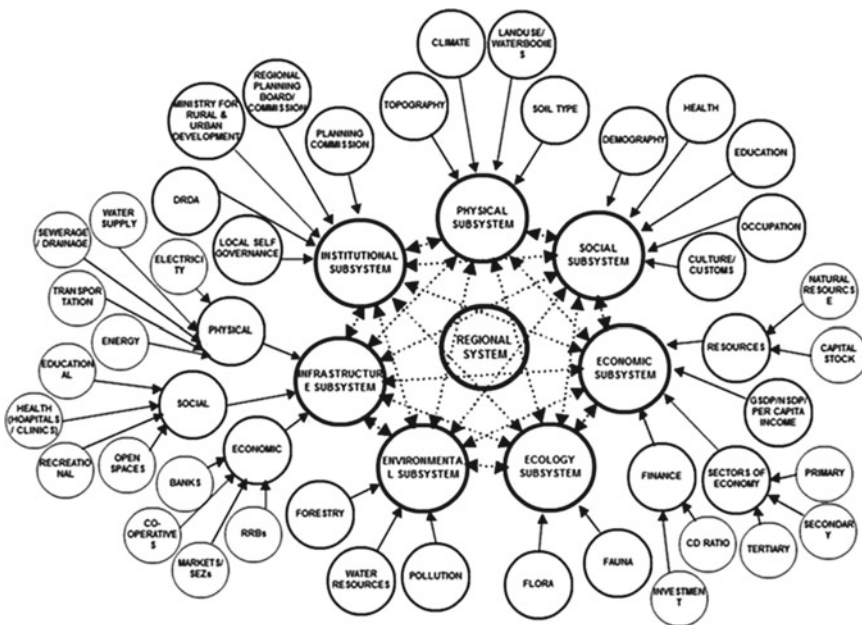 CLIMATE
LANDUSE/
WATERBODIE
S
REGIONAL
PLANNING
BOARD/
COMMISSION
MINISTRY FOR
RURAL &
URBAN
DEVELOPMENT
PLANNING
COMMISSION
TOPOGRAPHY
SOIL TYPE
HEALTH
DEMOGRAPHY
EDUCATION
DRDA
WATER
SUPPLY
SEWERAGE
/ DRAINAGE
LOCAL SELF
GOVERNANCE
INSTITUTIONAL
SUBSYSTEM
PHYSICAL
SUBSYSTEM
SOCIAL
SUBSYSTEM
OCCUPATION
CULTURE/
CUSTOMS
ELECTRICI
TY
TRANSPOR
TATION
NATURAL
RESOURCS
E
PHYSICAL
ENERGY
REGIONAL
SYSTEM
RESOURCES
CAPITAL
STOCK
EDUCATION
AL
INFRASTRUCTUR
E SUBSYSTEM
ECONOMIC
SUBSYSTEM
SOCIAL
GSDP/NSDP/
PER CAPITA
INCOME
HEALTH
(HOAPITALS
/ CLINICS)
RECREATIO
NAL
OPEN
SPACES
ECONOMIC
ENVIRONMENTA
L SUBSYSTEM
ECOLOGY
SUBSYSTEM
FINANCE
SECTORS OF
ECONOMY
PRIMARY
BANKS
CO-
OPERATIVE
S
RRBs
MARKETS/
SEZs
FORESTRY
WATER
RESOURCES
POLLUTION
FLORA
FAUNA
CD RATIO
TERTIARY
SECONDAR
Y
INVESTMEN
T